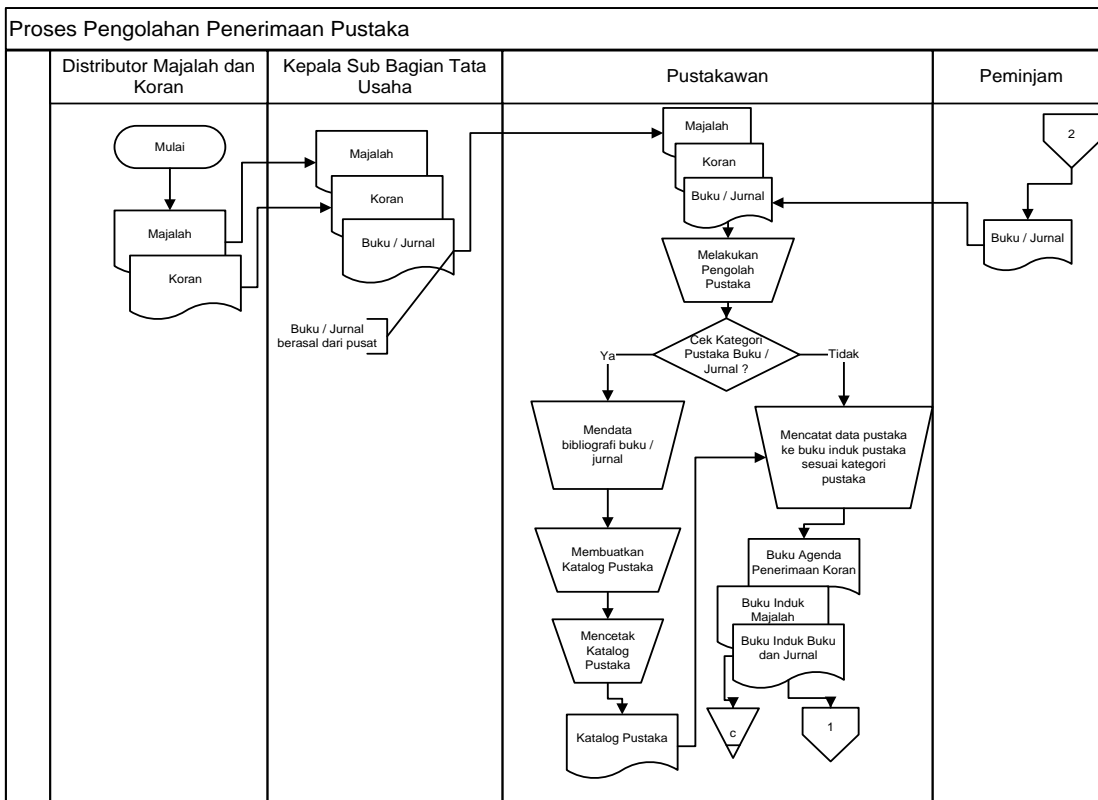 Proses Pengolahan Penerimaan Pustaka
Distributor Majalah dan
Koran
Kepala Sub Bagian Tata
Usaha
Pustakawan
Peminjam
Mulai
Majalah
Koran
Majalah
Koran
Buku / Jurnal
Buku / Jurnal
berasal dari pusat
Majalah
Koran
Buku / Jurnal
Melakukan
Pengolah
Pustaka
Cek Kategori
Pustaka Buku /
Jurnal ?
Ya
Tidak
Mendata
bibliografi buku /
jurnal
Membuatkan
Katalog Pustaka
Mencetak
Katalog
Pustaka
Katalog Pustaka
Mencatat data pustaka
ke buku induk pustaka
sesuai kategori
pustaka
Buku Agenda
Penerimaan Koran
Buku Induk
Majalah
Buku Induk Buku
dan Jurnal
c
1
2
Buku / Jurnal